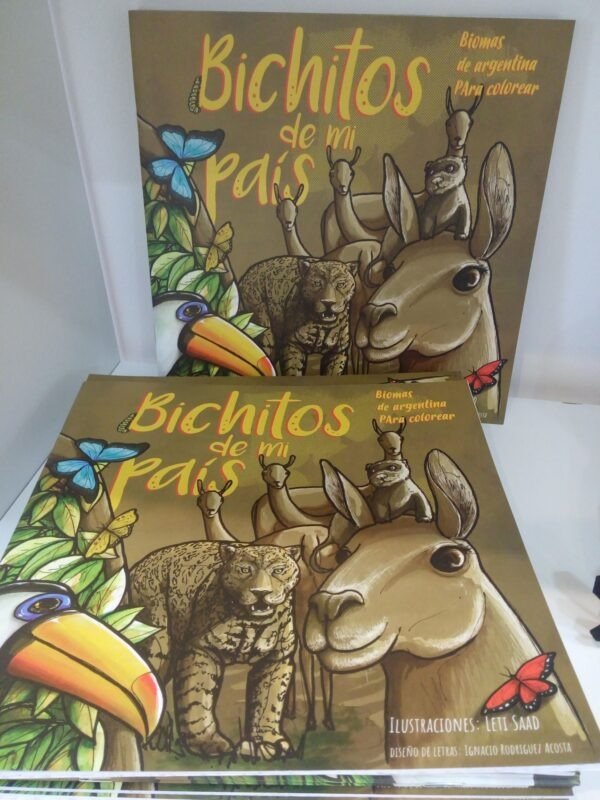 Bichitos
de mi
país
Biomas
de argentina
PAra colorear
Bichitos
de mi
país
Biomas
de argentina
PAra colorear
Ilustraciones: Leti Saad
diseño de letras: Ignacio Rodriguez Acosta